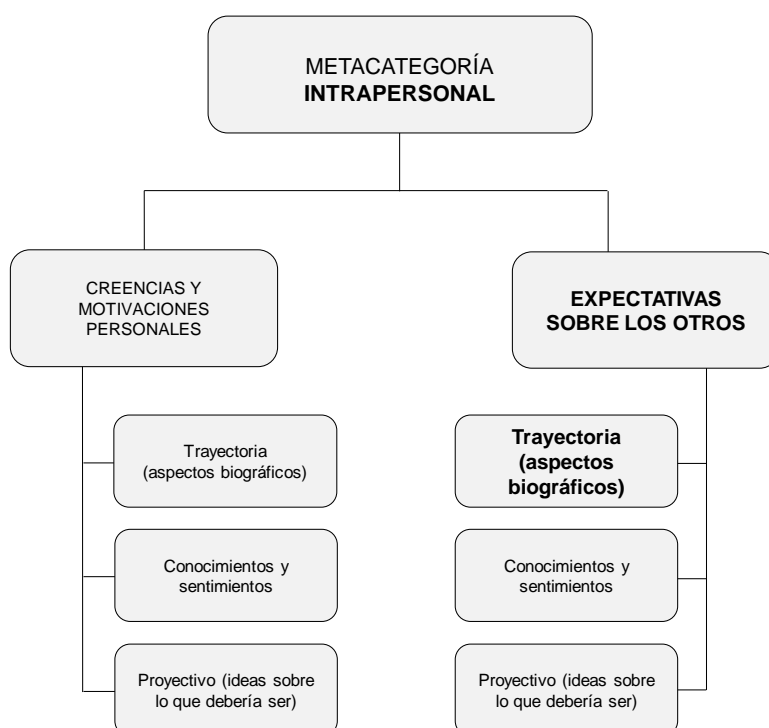 METACATEGORÍA
INTRAPERSONAL
CREENCIAS Y
MOTIVACIONES
PERSONALES
EXPECTATIVAS
SOBRE LOS OTROS
Trayectoria
(aspectos biográficos)
Conocimientos y
sentimientos
Proyectivo (ideas sobre
lo que debería ser)
Trayectoria
(aspectos
biográficos)
Conocimientos y
sentimientos
Proyectivo (ideas sobre
lo que debería ser)